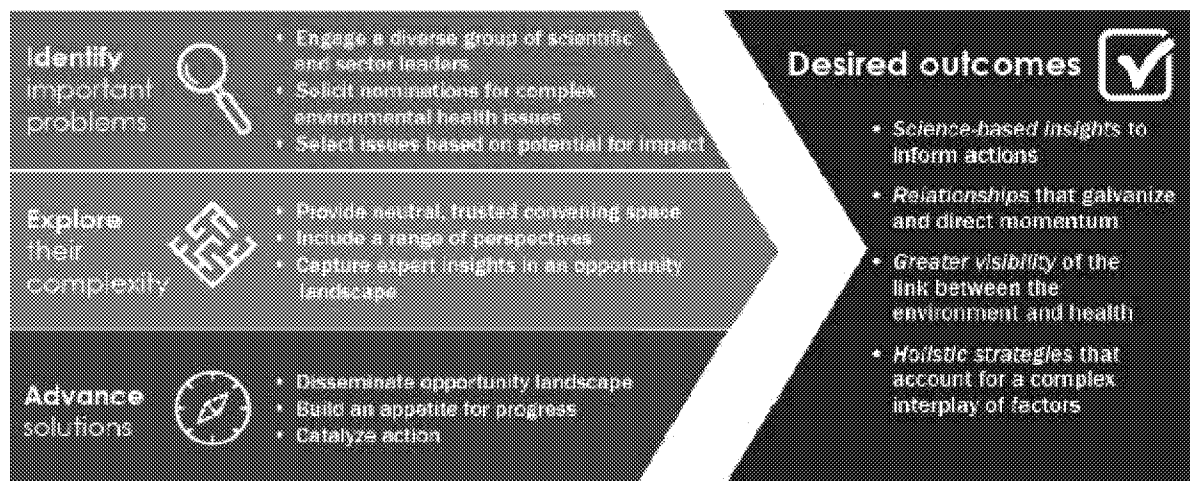 Identify
important
problems
• Engage a diverse group of scientific
and sector leaders
• Solicit nominations for complex
environmental health issues
• Select issues based on potential for impact
Explore
their
complexity
• Provide neutral, trusted convening space
• Include a range of perspectives
• Capture expert insights in an opportunity
landscape
Advance
solutions
• Disseminate opportunity landscape
• Build an appetite for progress
• Catalyze action
Desired outcomes
• Science-based insights to
inform actions
• Relationships that galvanize
and direct momentum
• Greater visibility of the
link between the
environment and health
• Holistic strategies that
account for a complex
interplay of factors